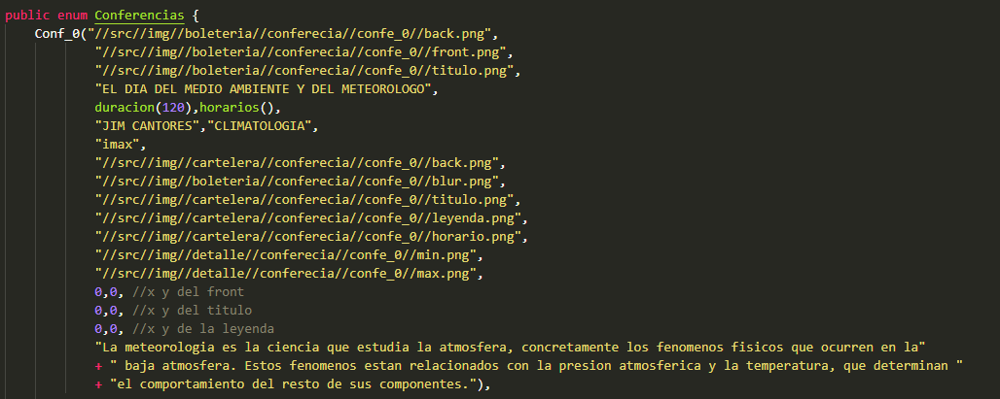 public enum Conferencias {
Conf_0("//src//img//boleteria//conferecia//confe_0//back.png",
"//src//img//boleteria//conferecia//confe_0//front.png",
"//src//img//boleteria//conferecia//confe_0//titulo.png",
"EL DIA DEL MEDIO AMBIENTE Y DEL METEOROLOGO",
duracion(120),horarios(),
"JIM CANTORES","CLIMATOLOGIA",
"imax",
"//src//img//cartelera//conferecia//confe_0//back.png",
"//src//img//boleteria//conferecia//confe_0//blur.png",
"//src//img//cartelera//conferecia//confe_0//titulo.png",
"//src//img//cartelera//conferecia//confe_0//leyenda.png",
"//src//img//cartelera//conferecia//confe_0//horario.png",
"//src//img//detalle//conferecia//confe_0//min.png",
"//src//img//detalle//conferecia//confe_0//max.png",
0,0, //x y del front
0,0, //x y del titulo
0,0, //x y de la leyenda
"La meteorologia es la ciencia que estudia la atmosfera, concretamente los fenomenos fisicos que ocurren en la"
+ " baja atmosfera. Estos fenomenos estan relacionados con la presion atmosferica y la temperatura, que determinan "
+ "el comportamiento del resto de sus componentes."),